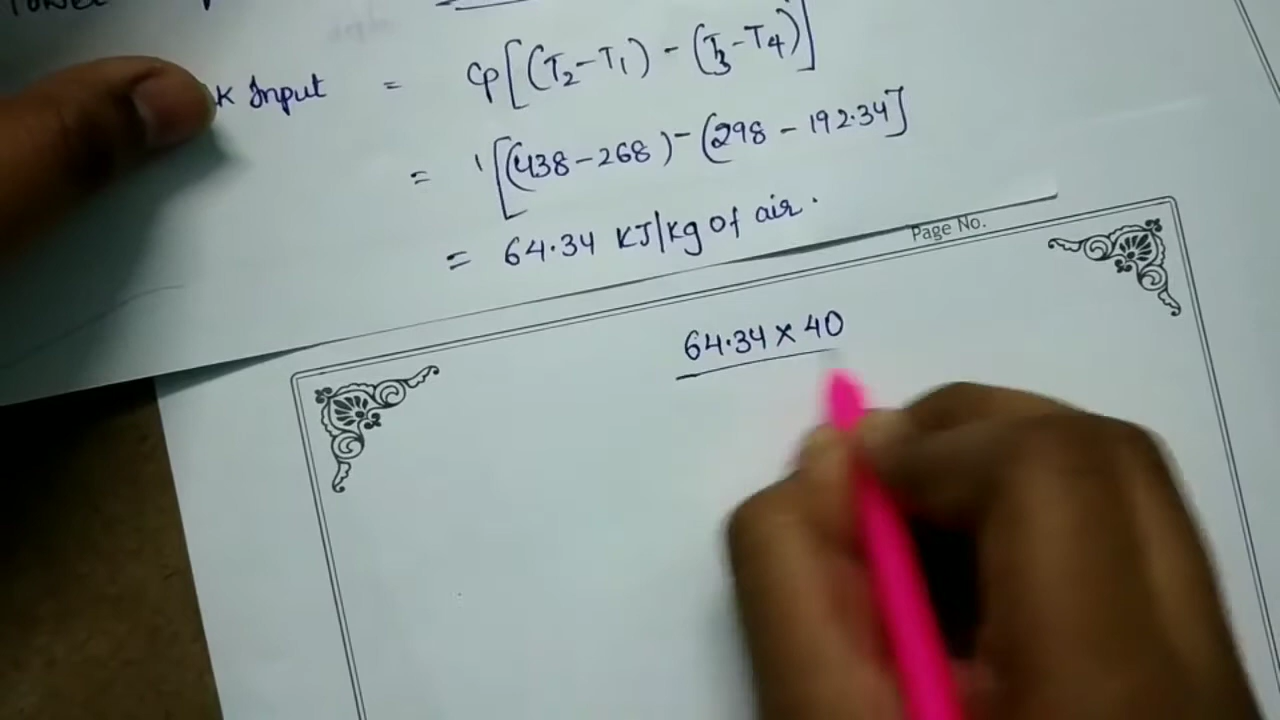 K Input = Cp[(T2-T1) - (T3-T4)]
= 1[(438-268) - (298 - 192.34]
= 64.34 KJ/kg of air.
Page No.
64.34 x 40